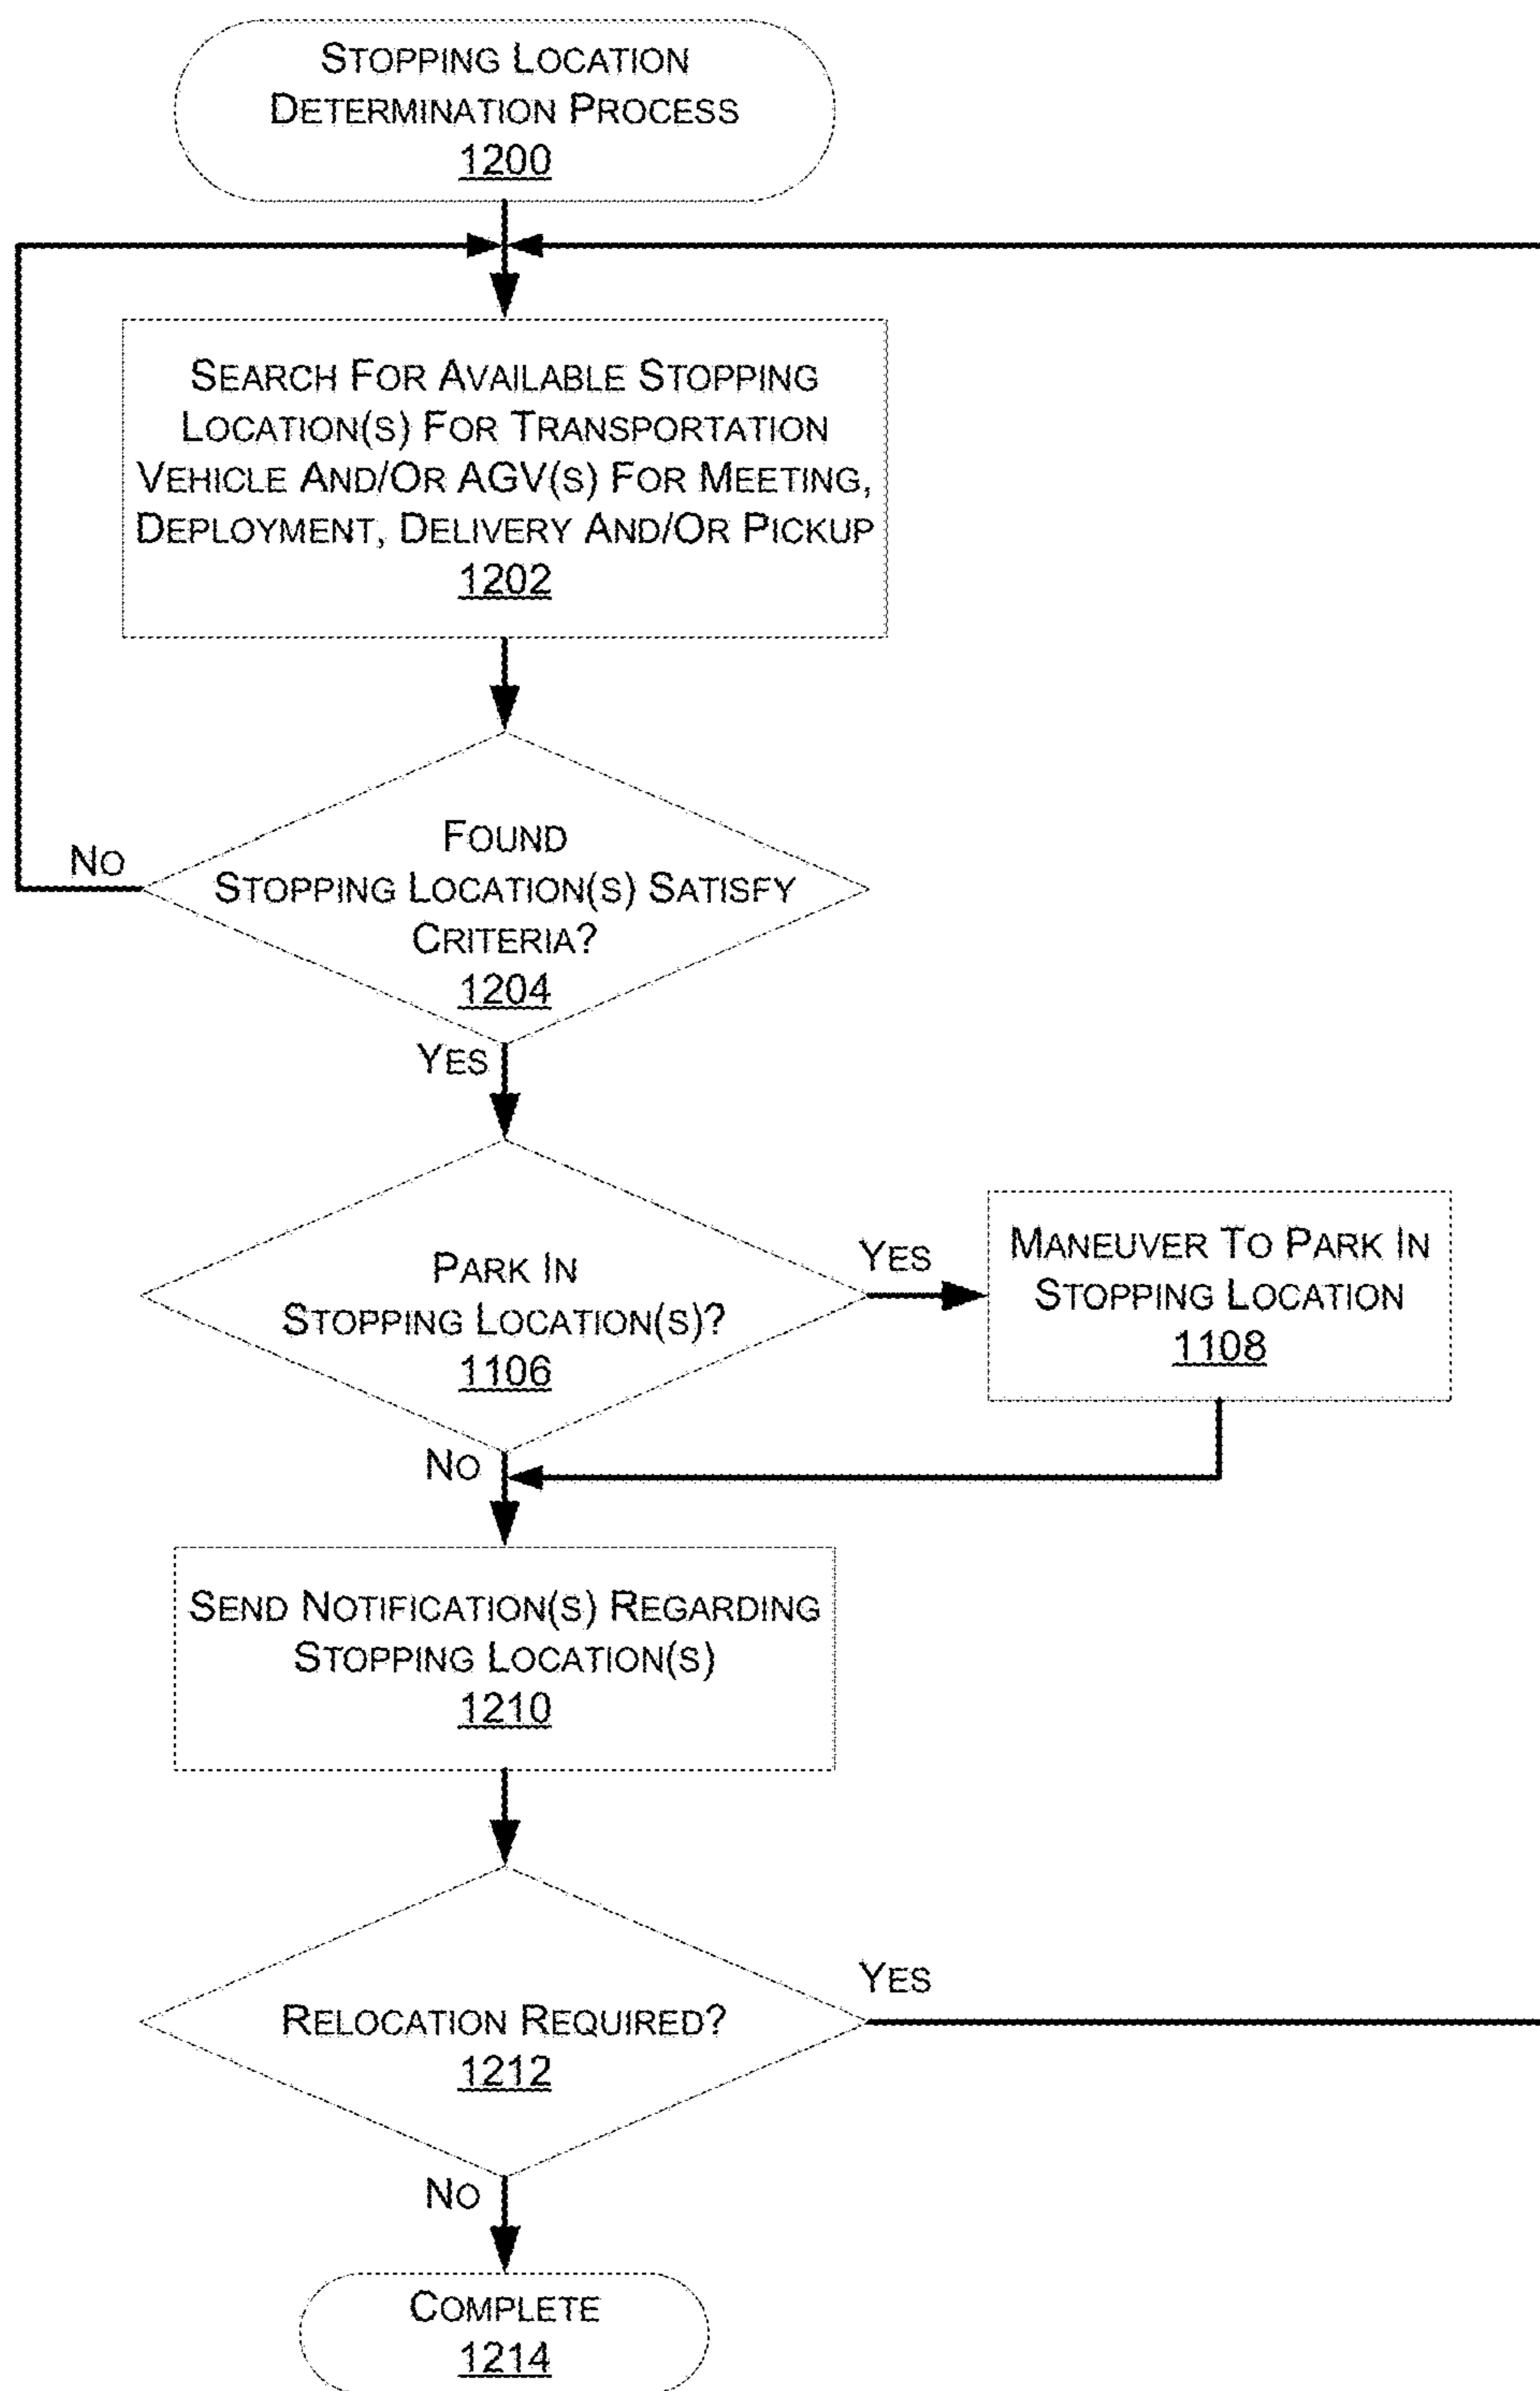 STOPPING LOCATION
DETERMINATION PROCESS
1200
SEARCH FOR AVAILABLE STOPPING
LOCATION(S) FOR TRANSPORTATION
VEHICLE AND/OR AGV(S) FOR MEETING,
DEPLOYMENT, DELIVERY AND/OR PICKUP
1202
NO
FOUND
STOPPING LOCATION(S) SATISFY
CRITERIA?
1204
YES
PARK IN
STOPPING LOCATION(S)?
1106
YES
MANEUVER TO PARK IN
STOPPING LOCATION
1108
NO
SEND NOTIFICATION(S) REGARDING
STOPPING LOCATION(S)
1210
RELOCATION REQUIRED?
1212
YES
NO
COMPLETE
1214